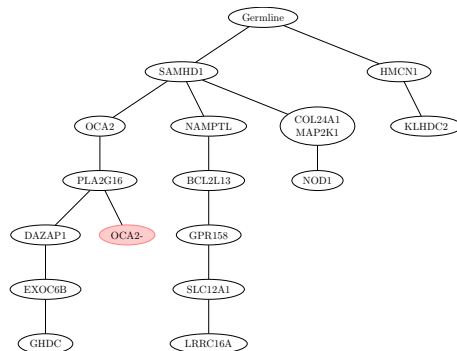 Germline
SAMHD1
HMCN1
OCA2
NAMPTL
COL24A1
MAP2K1
KLHDC2
PLA2G16
BCL2L13
NOD1
DAZAP1
OCA2-
GPR158
EXOC6B
SLC12A1
GHDC
LRRC16A